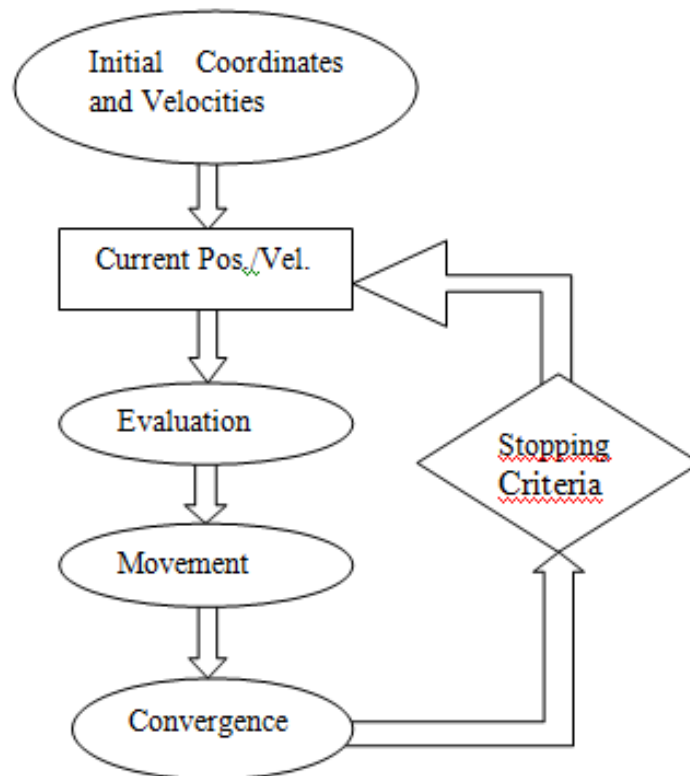 Initial Coordinates
and Velocities
Current Pos./Vel.
Evaluation
Movement
Convergence
Stopping
Criteria